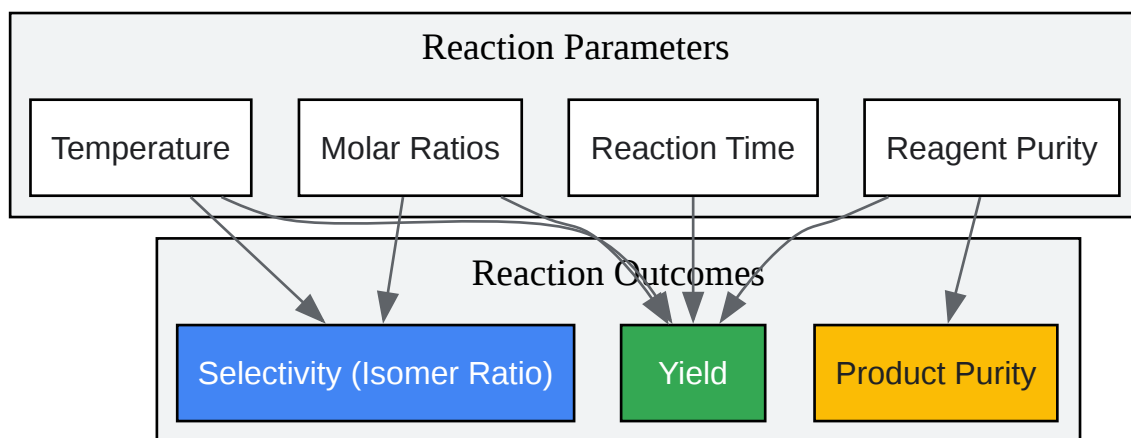 Reaction Parameters
Temperature
Molar Ratios
Reaction Time
Reagent Purity
Reaction Outcomes
Selectivity (Isomer Ratio)
Yield
Product Purity